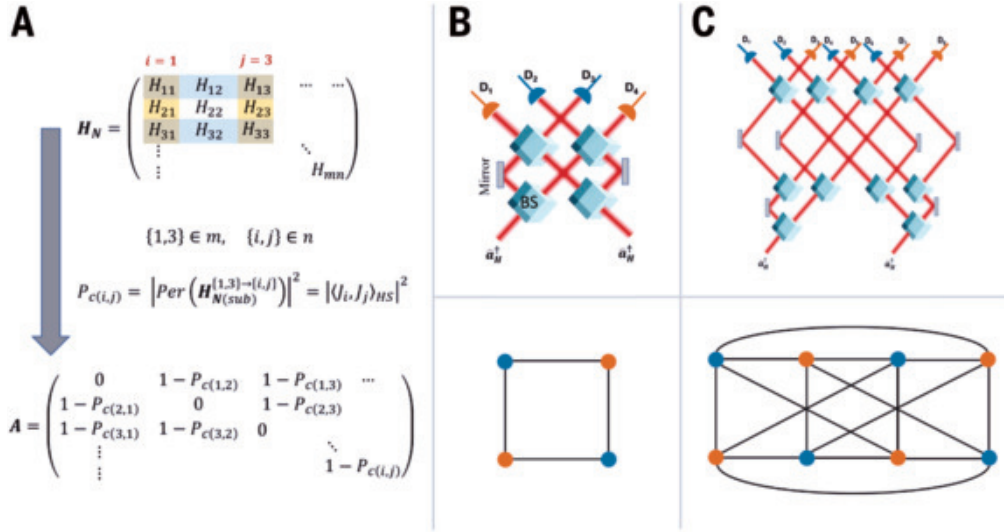 A
i = 1 j = 3
H₁₁ H₁₂ H₁₃ ⋯ ⋯
H₂₁ H₂₂ H₂₃
H_N =
H₃₁ H₃₂ H₃₃
⋮ ⋱
⋮ H_mn
{1,3} ∈ m, {i, j} ∈ n
P_c(i,j) = |Per(H_N(sub)^{1,3}→{i,j})|² = |⟨J_i, J_j⟩_HS|²
0 1 − P_c(1,2) 1 − P_c(1,3) ⋯
1 − P_c(2,1) 0 1 − P_c(2,3)
A =
1 − P_c(3,1) 1 − P_c(3,2) 0
⋮ ⋱
⋮ 1 − P_c(i,j)
B
D₁ D₂ D₃ D₄
Mirror
BS
â_H^† â_H^†
C